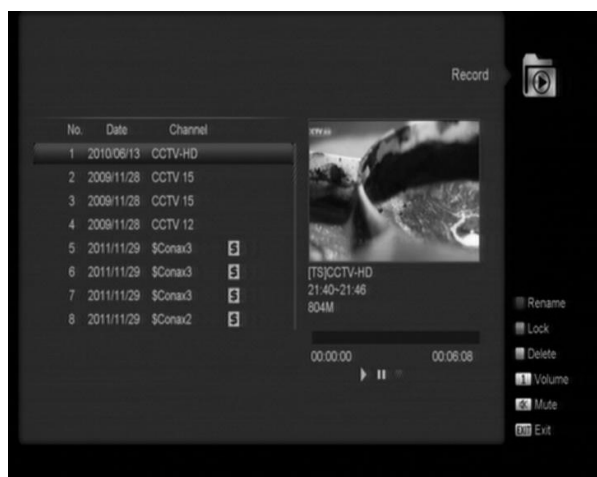 Record
No. Date Channel
1 2010/06/13 CCTV-HD
2 2009/11/28 CCTV 15
3 2009/11/28 CCTV 15
4 2009/11/28 CCTV 12
5 2011/11/29 $Conax3 $
6 2011/11/29 $Conax3 $
7 2011/11/29 $Conax3 $
8 2011/11/29 $Conax2 $
[TS]CCTV-HD
21:40~21:46
804M
00:00:00 00:06:08
Rename
Lock
Delete
1 Volume
Mute
EXIT Exit